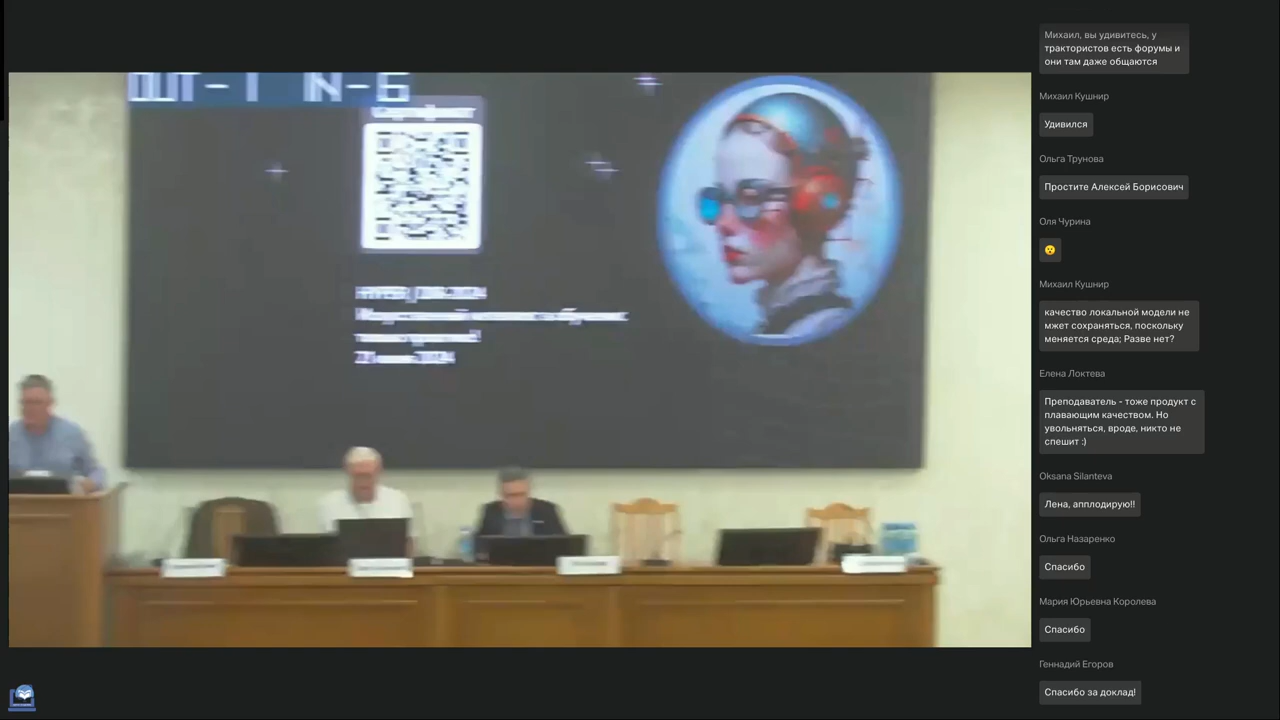 Михаил, вы удивитесь, у
трактористов есть форумы и
они там даже общаются
Михаил Кушнир
Удивился
Ольга Трунова
Простите Алексей Борисович
Оля Чурина
😗
Михаил Кушнир
качество локальной модели не
мжет сохраняться, поскольку
меняется среда; Разве нет?
Елена Локтева
Преподаватель - тоже продукт с
плавающим качеством. Но
увольняться, вроде, никто не
спешит :)
Oksana Silanteva
Лена, апплодирую!!
Ольга Назаренко
Спасибо
Мария Юрьевна Королева
Спасибо
Геннадий Егоров
Спасибо за доклад!